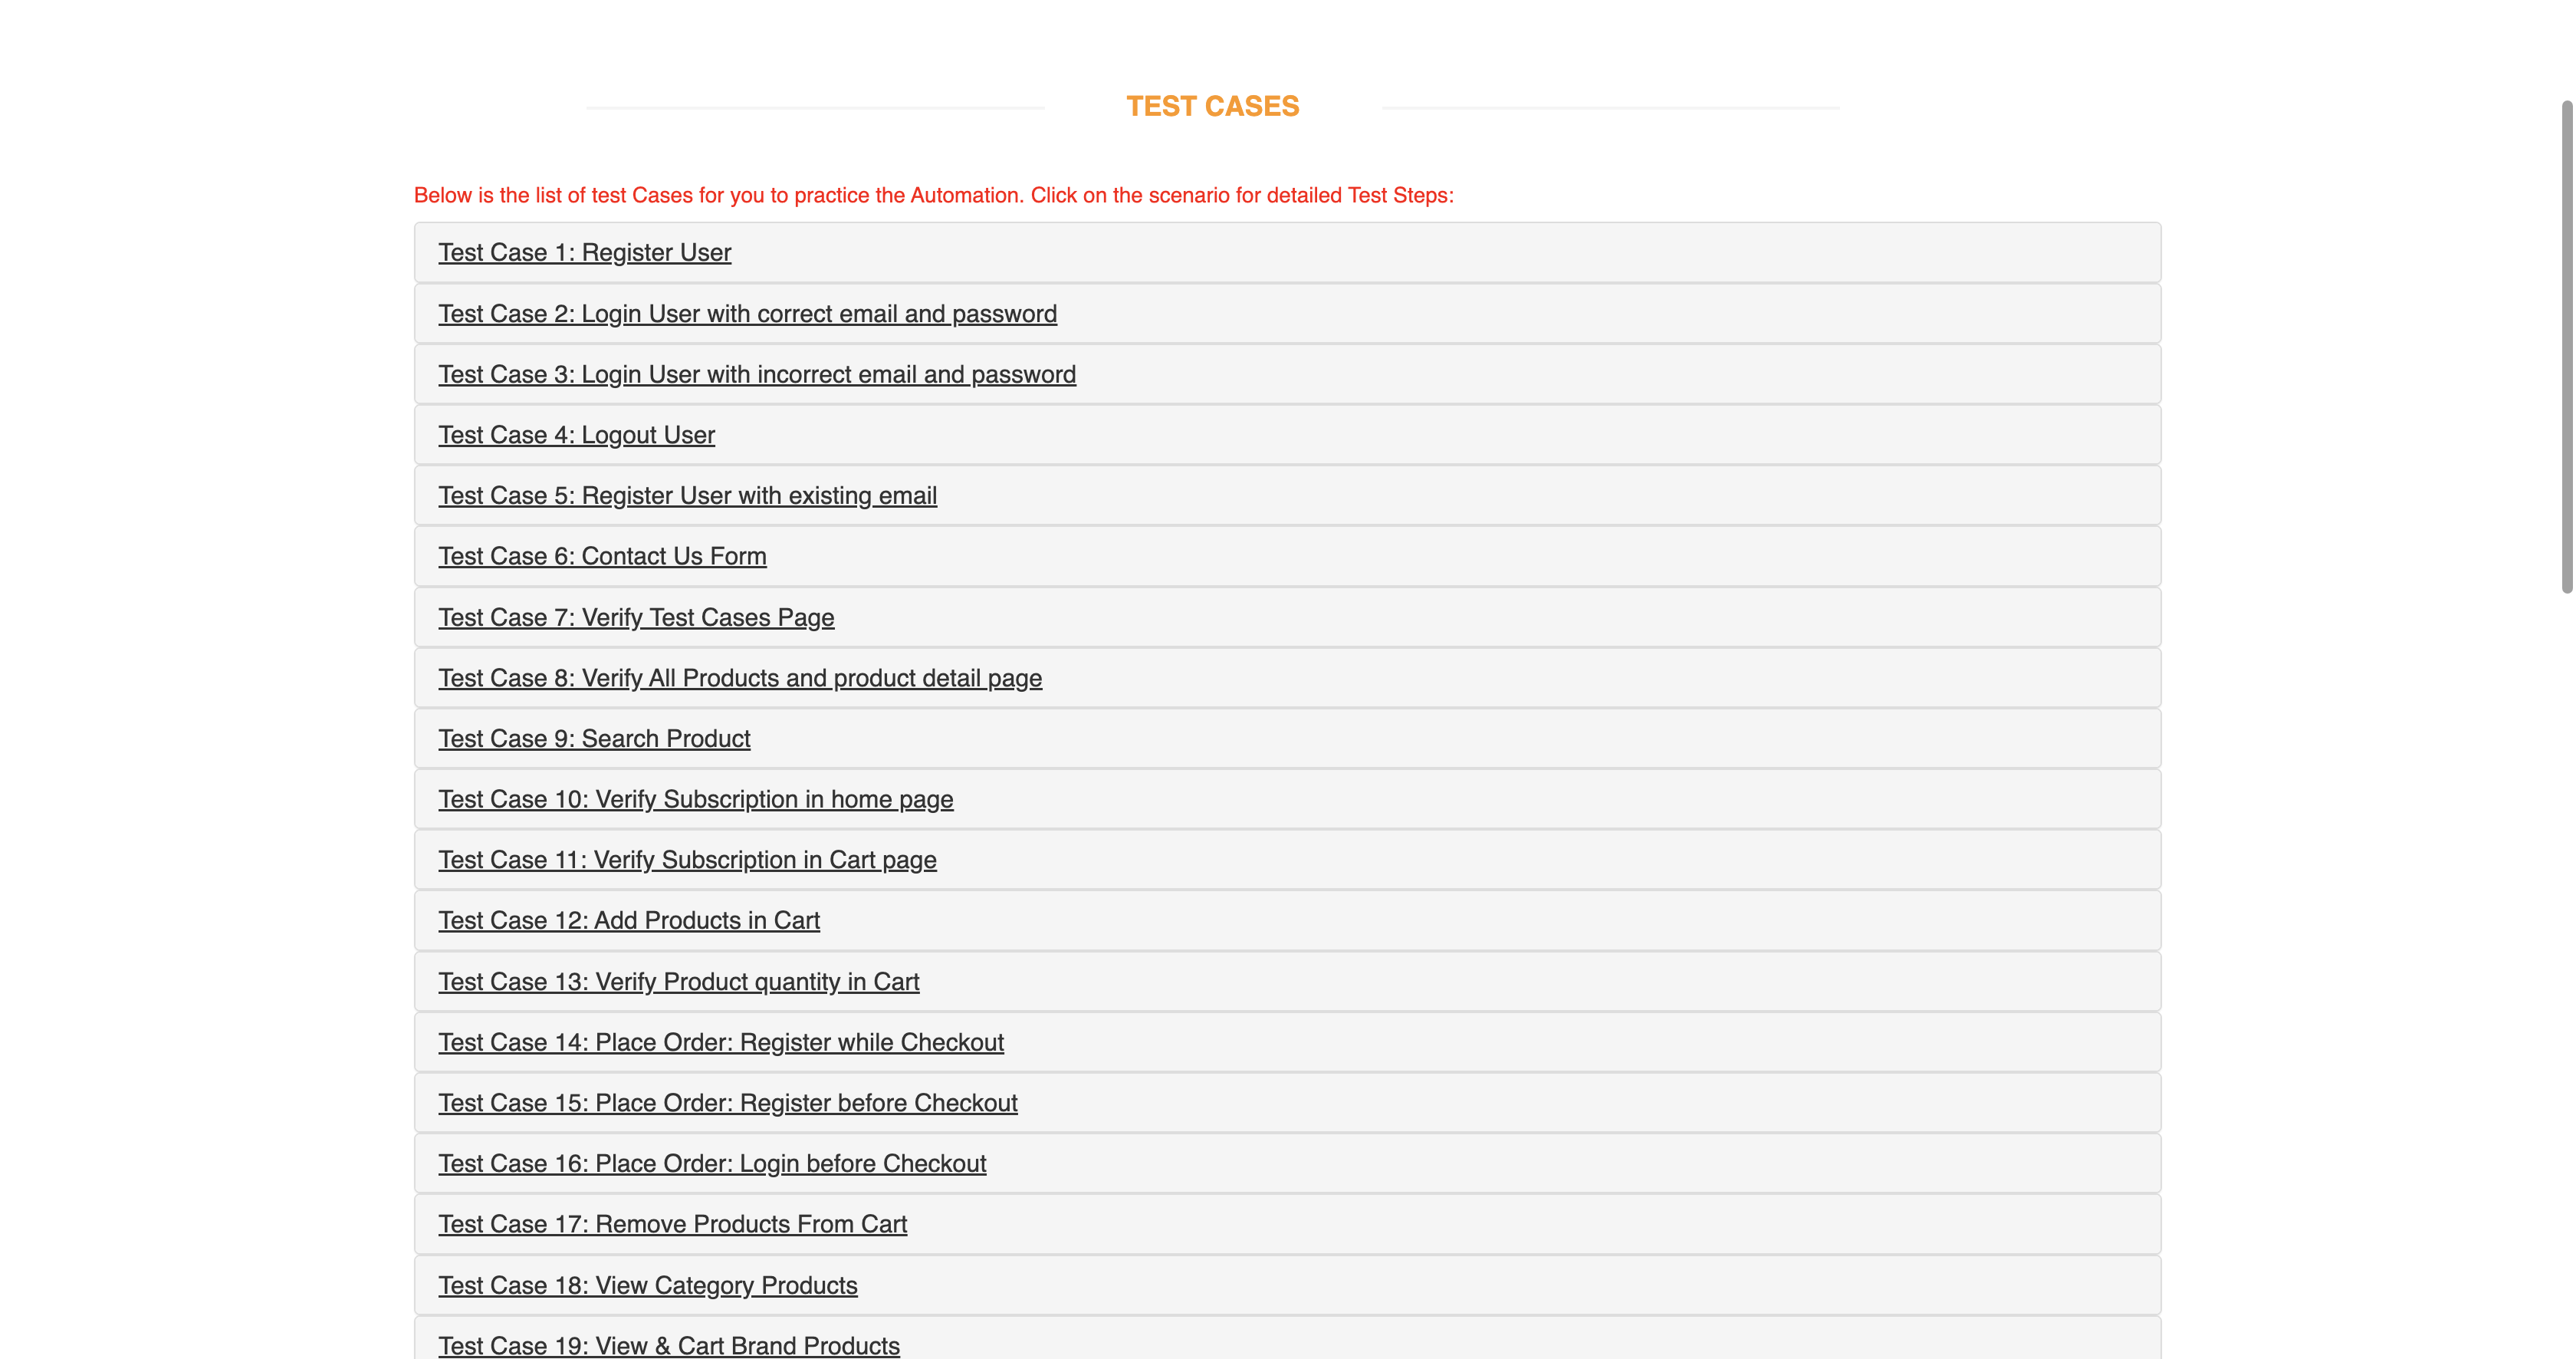 TEST CASES
Below is the list of test Cases for you to practice the Automation. Click on the scenario for detailed Test Steps:
Test Case 1: Register User
Test Case 2: Login User with correct email and password
Test Case 3: Login User with incorrect email and password
Test Case 4: Logout User
Test Case 5: Register User with existing email
Test Case 6: Contact Us Form
Test Case 7: Verify Test Cases Page
Test Case 8: Verify All Products and product detail page
Test Case 9: Search Product
Test Case 10: Verify Subscription in home page
Test Case 11: Verify Subscription in Cart page
Test Case 12: Add Products in Cart
Test Case 13: Verify Product quantity in Cart
Test Case 14: Place Order: Register while Checkout
Test Case 15: Place Order: Register before Checkout
Test Case 16: Place Order: Login before Checkout
Test Case 17: Remove Products From Cart
Test Case 18: View Category Products
Test Case 19: View & Cart Brand Products